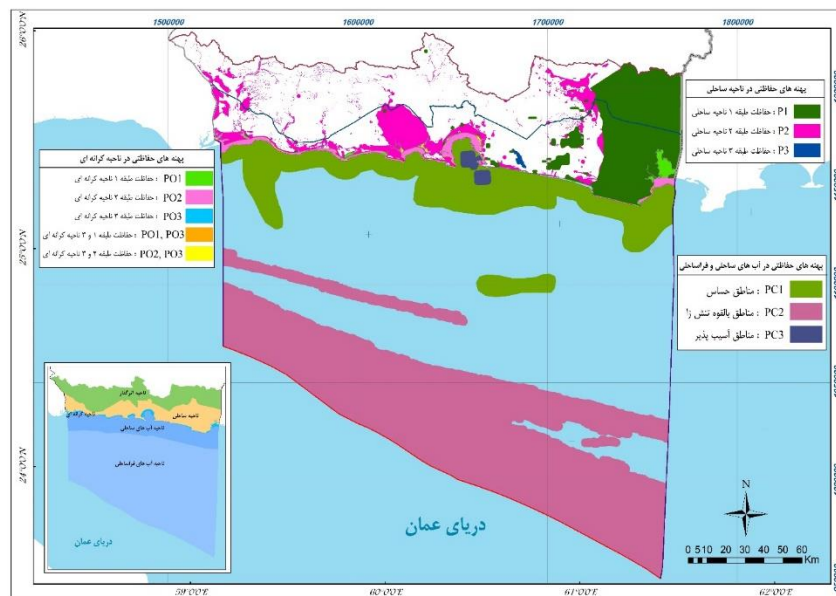 1500000 1600000 1700000 1800000
26°0'0"N
25°0'0"N
24°0'0"N
59°0'0"E 60°0'0"E 61°0'0"E 62°0'0"E
پهنه های حفاظتی در ناحیه ساحلی
P1 : حفاظت طبقه ۱ ناحیه ساحلی
P2 : حفاظت طبقه ۲ ناحیه ساحلی
P3 : حفاظت طبقه ۳ ناحیه ساحلی
پهنه های حفاظتی در ناحیه کرانه ای
PO1 : حفاظت طبقه ۱ ناحیه کرانه ای
PO2 : حفاظت طبقه ۲ ناحیه کرانه ای
PO3 : حفاظت طبقه ۳ ناحیه کرانه ای
PO1, PO3 : حفاظت طبقه ۱ و ۳ ناحیه کرانه ای
PO2, PO3 : حفاظت طبقه ۲ و ۳ ناحیه کرانه ای
پهنه های حفاظتی در آب های ساحلی و فراساحلی
PC1 : مناطق حساس
PC2 : مناطق بالقوه تنش زا
PC3 : مناطق آسیب پذیر
ناحیه اثرگذار
ناحیه ساحلی
ناحیه کرانه ای
ناحیه آب های ساحلی
ناحیه آب های فراساحلی
دریای عمان
دریای عمان
N
0 5 10 20 30 40 50 60
Km